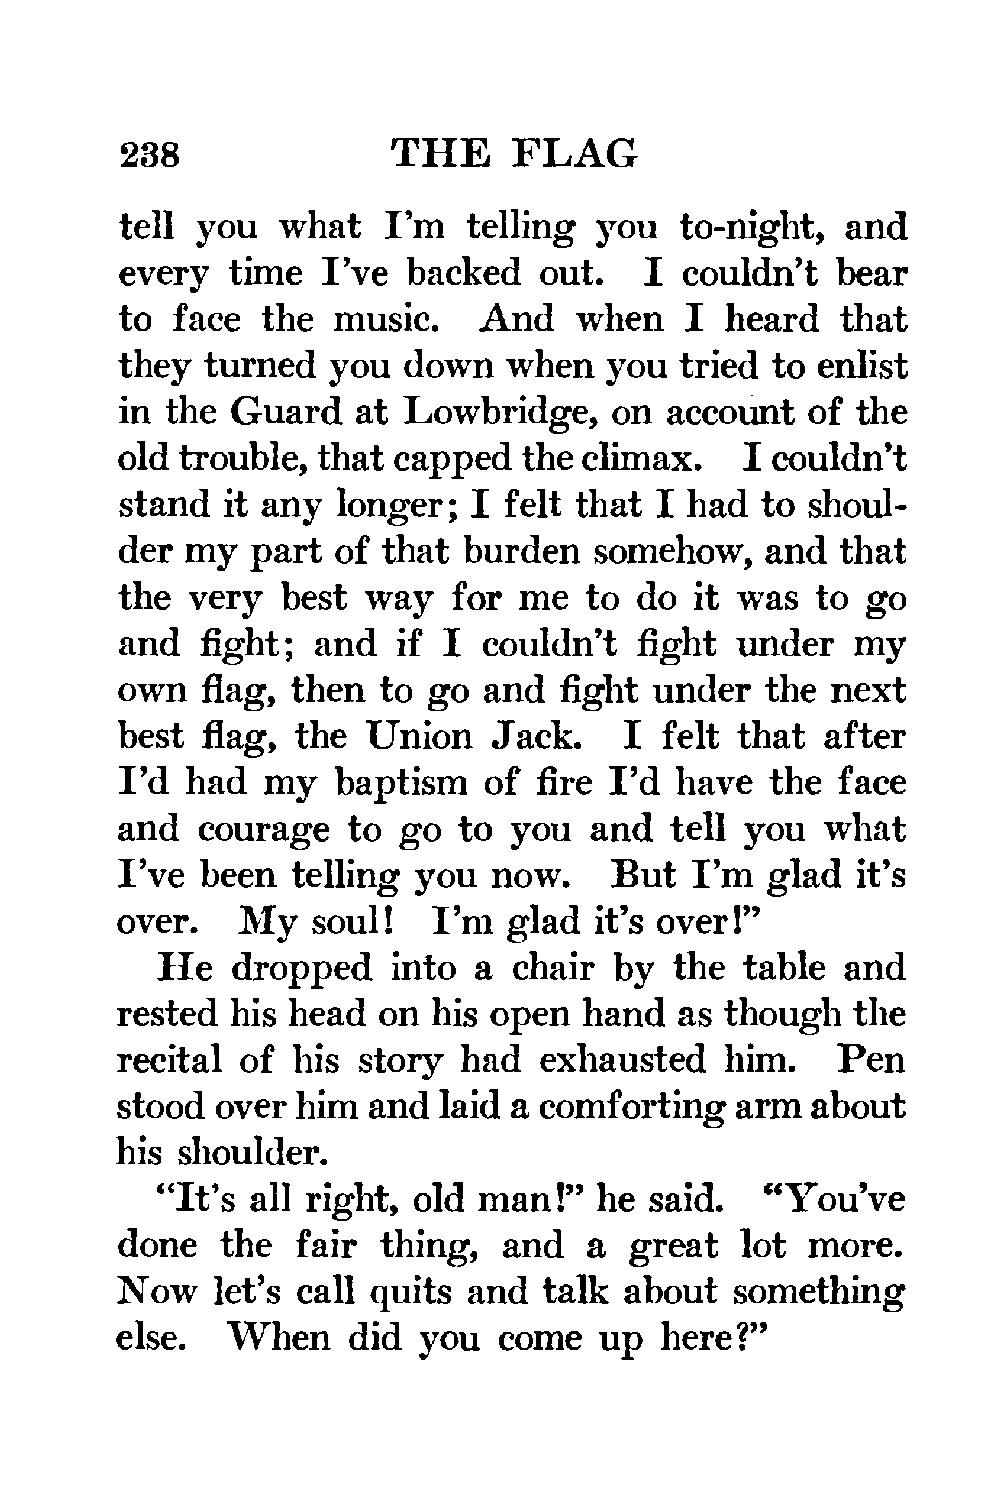 238 THE FLAG
tell you what I'm telling you to-night, and
every time I've backed out. I couldn't bear
to face the music. And when I heard that
they turned you down when you tried to enlist
in the Guard at Lowbridge, on account of the
old trouble, that capped the climax. I couldn't
stand it any longer; I felt that I had to shoul-
der my part of that burden somehow, and that
the very best way for me to do it was to go
and fight; and if I couldn't fight under my
own flag, then to go and fight under the next
best flag, the Union Jack. I felt that after
I'd had my baptism of fire I'd have the face
and courage to go to you and tell you what
I've been telling you now. But I'm glad it's
over. My soul! I'm glad it's over!”
He dropped into a chair by the table and
rested his head on his open hand as though the
recital of his story had exhausted him. Pen
stood over him and laid a comforting arm about
his shoulder.
“It's all right, old man!” he said. “You've
done the fair thing, and a great lot more.
Now let's call quits and talk about something
else. When did you come up here?”